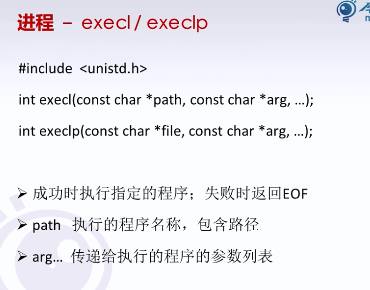 进程 – execl / execlp
#include <unistd.h>
int execl(const char *path, const char *arg, …);
int execlp(const char *file, const char *arg, …);
➢ 成功时执行指定的程序；失败时返回EOF
➢ path 执行的程序名称，包含路径
➢ arg… 传递给执行的程序的参数列表